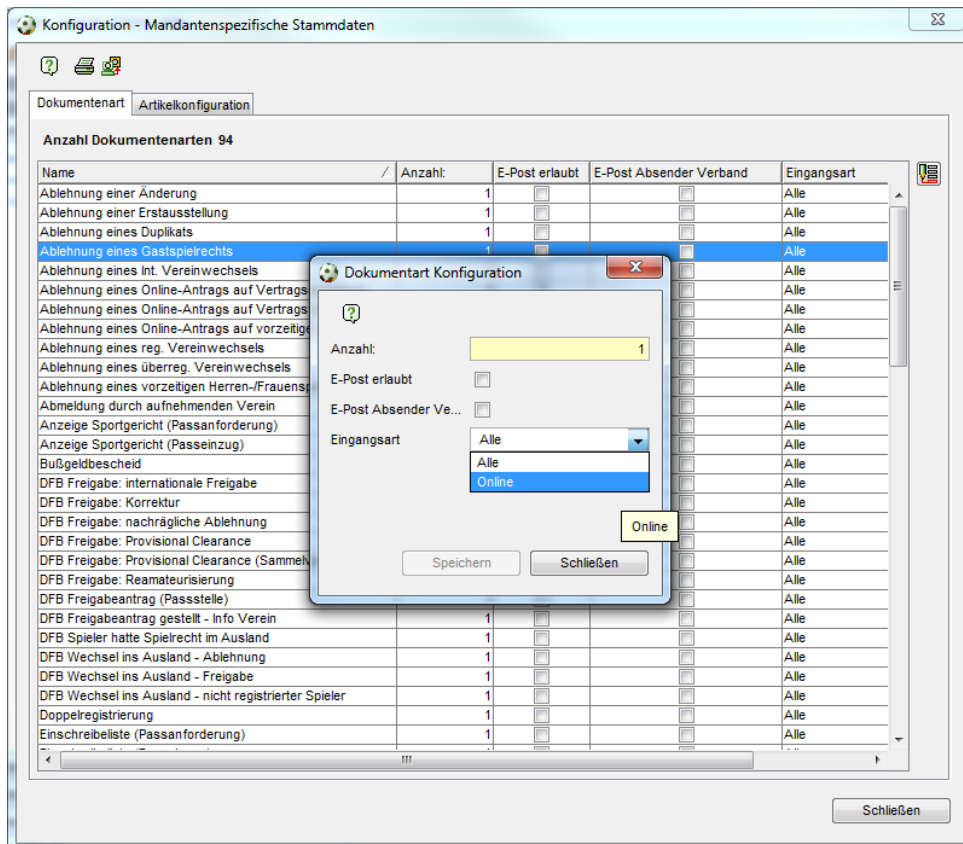 Konfiguration - Mandantenspezifische Stammdaten
Dokumentenart Artikelkonfiguration
Anzahl Dokumentenarten 94
Name Anzahl: E-Post erlaubt E-Post Absender Verband Eingangsart
Ablehnung einer Änderung 1 Alle
Ablehnung einer Erstausstellung 1 Alle
Ablehnung eines Duplikats 1 Alle
Ablehnung eines Gastspielrechts 1 Alle
Ablehnung eines Int. Vereinwechsels Alle
Ablehnung eines Online-Antrags auf Vertrags Alle
Ablehnung eines Online-Antrags auf Vertrags Alle
Ablehnung eines Online-Antrags auf vorzeitige Alle
Ablehnung eines reg. Vereinwechsels Alle
Ablehnung eines überreg. Vereinwechsels Alle
Ablehnung eines vorzeitigen Herren-/Frauensp Alle
Abmeldung durch aufnehmenden Verein Alle
Anzeige Sportgericht (Passanforderung) Alle
Anzeige Sportgericht (Passeinzug) Alle
Bußgeldbescheid Alle
DFB Freigabe: internationale Freigabe Alle
DFB Freigabe: Korrektur Alle
DFB Freigabe: nachrägliche Ablehnung Alle
DFB Freigabe: Provisional Clearance Alle
DFB Freigabe: Provisional Clearance (Sammelv Alle
DFB Freigabe: Reamateurisierung Alle
DFB Freigabeantrag (Passstelle) Alle
DFB Freigabeantrag gestellt - Info Verein 1 Alle
DFB Spieler hatte Spielrecht im Ausland 1 Alle
DFB Wechsel ins Ausland - Ablehnung 1 Alle
DFB Wechsel ins Ausland - Freigabe 1 Alle
DFB Wechsel ins Ausland - nicht registrierter Spieler 1 Alle
Doppelregistrierung 1 Alle
Einschreibeliste (Passanforderung) 1 Alle
Dokumentart Konfiguration
Anzahl: 1
E-Post erlaubt
E-Post Absender Ve...
Eingangsart Alle
Alle
Online
Online
Speichern Schließen
Schließen